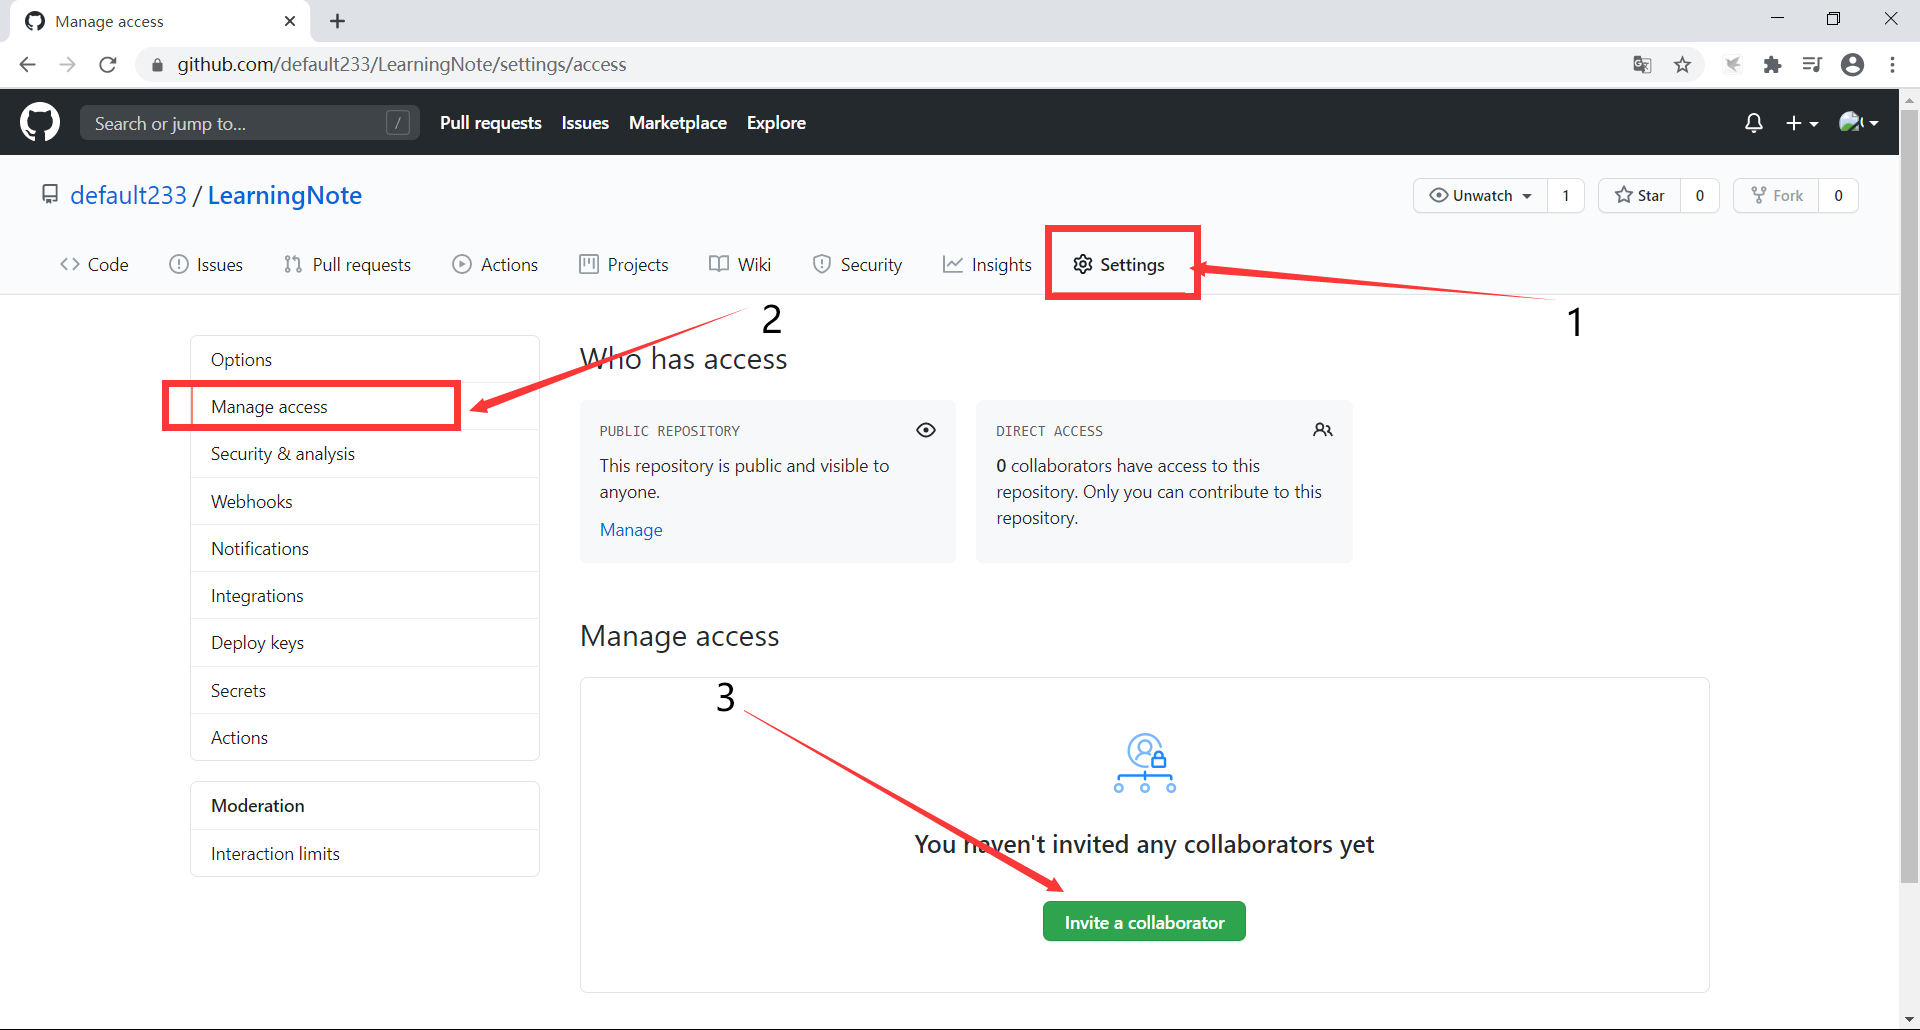 Manage access
github.com/default233/LearningNote/settings/access
Search or jump to...
/
Pull requests
Issues
Marketplace
Explore
default233 / LearningNote
Unwatch
1
Star
0
Fork
0
Code
Issues
Pull requests
Actions
Projects
Wiki
Security
Insights
Settings
1
2
Options
Manage access
Security & analysis
Webhooks
Notifications
Integrations
Deploy keys
Secrets
Actions
Moderation
Interaction limits
Who has access
PUBLIC REPOSITORY
This repository is public and visible to
anyone.
Manage
DIRECT ACCESS
0 collaborators have access to this
repository. Only you can contribute to this
repository.
Manage access
3
You haven't invited any collaborators yet
Invite a collaborator